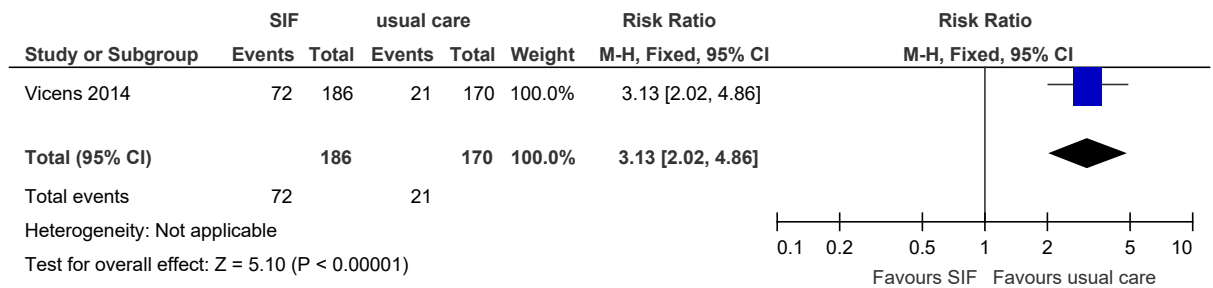 SIF usual care Risk Ratio Risk Ratio
Study or Subgroup Events Total Events Total Weight M-H, Fixed, 95% CI M-H, Fixed, 95% CI
Vicens 2014 72 186 21 170 100.0% 3.13 [2.02, 4.86]
Total (95% CI) 186 170 100.0% 3.13 [2.02, 4.86]
Total events 72 21
Heterogeneity: Not applicable
Test for overall effect: Z = 5.10 (P < 0.00001)
0.1 0.2 0.5 1 2 5 10
Favours SIF Favours usual care